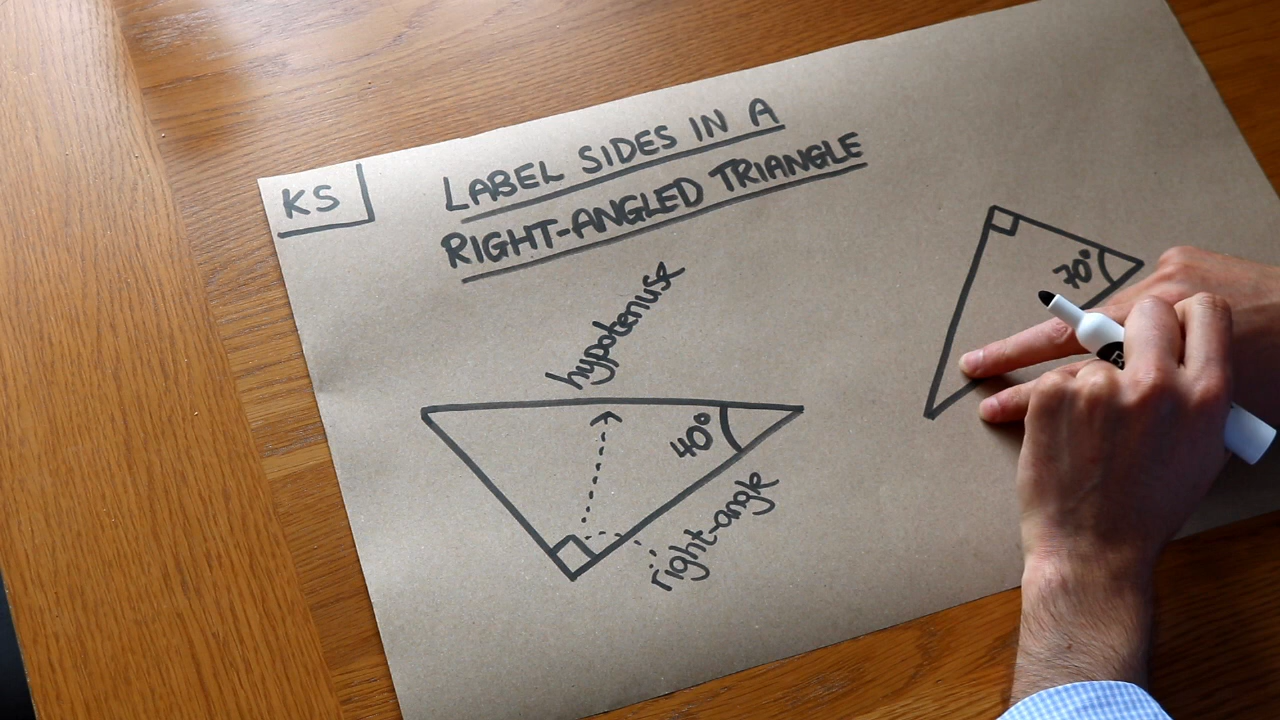 KS
LABEL SIDES IN A
RIGHT-ANGLED TRIANGLE
hypotenuse
40°
right-angle
70°